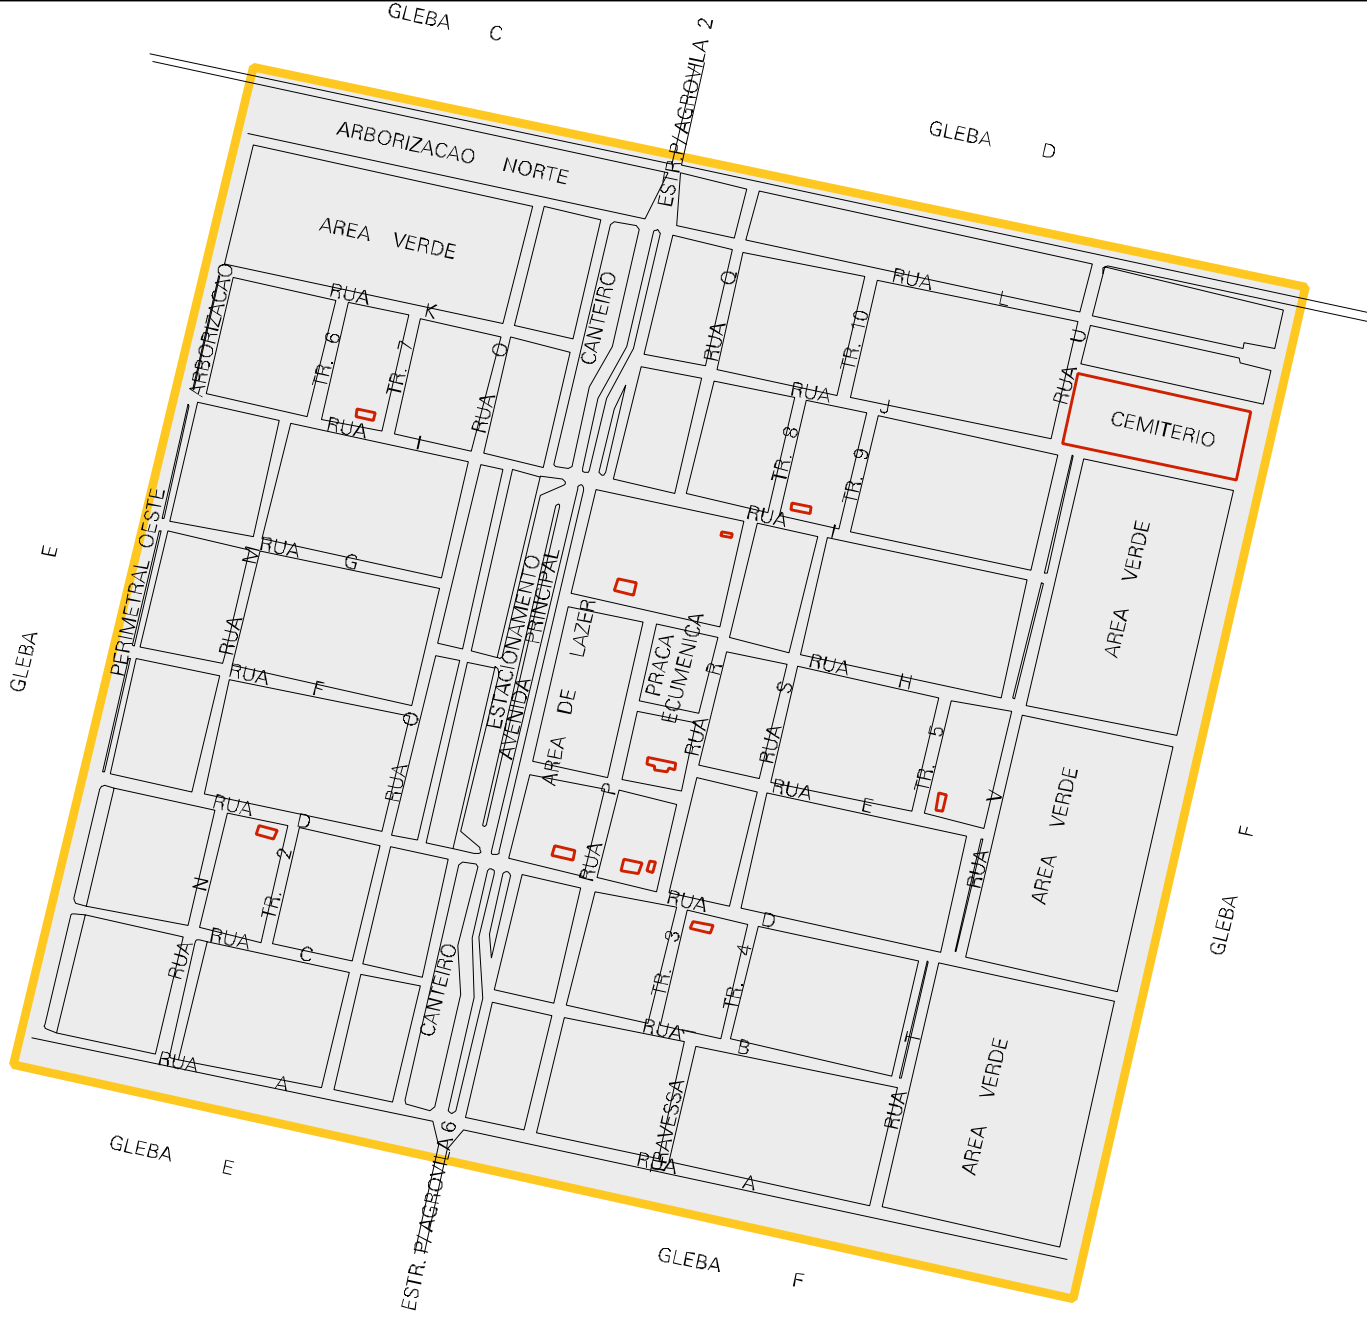 GLEBA C
ESTR.P/AGROVILA 2
GLEBA D
ARBORIZACAO NORTE
AREA VERDE
ARBORIZACAO
RUA K
CANTEIRO
RUA Q
RUA L
TR. 6
TR. 7
RUA O
TR. 10
RUA U
RUA J
CEMITERIO
RUA I
TR. 8
TR. 9
RUA I
PERIMETRAL OESTE
GLEBA E
RUA G
RUA M
ESTACIONAMENTO
AVENIDA PRINCIPAL
AREA DE LAZER
PRACA
ECUMENICA
AREA VERDE
RUA F
RUA R
RUA S
RUA H
TR. 5
RUA O
RUA P
RUA E
RUA V
AREA VERDE
GLEBA F
RUA D
TR. 2
RUA N
RUA C
CANTEIRO
RUA D
TR. 3
TR. 4
RUA B
RUA T
AREA VERDE
RUA A
TRAVESSA 1
RUA A
GLEBA E
ESTR. P/AGROVILA 6
GLEBA F